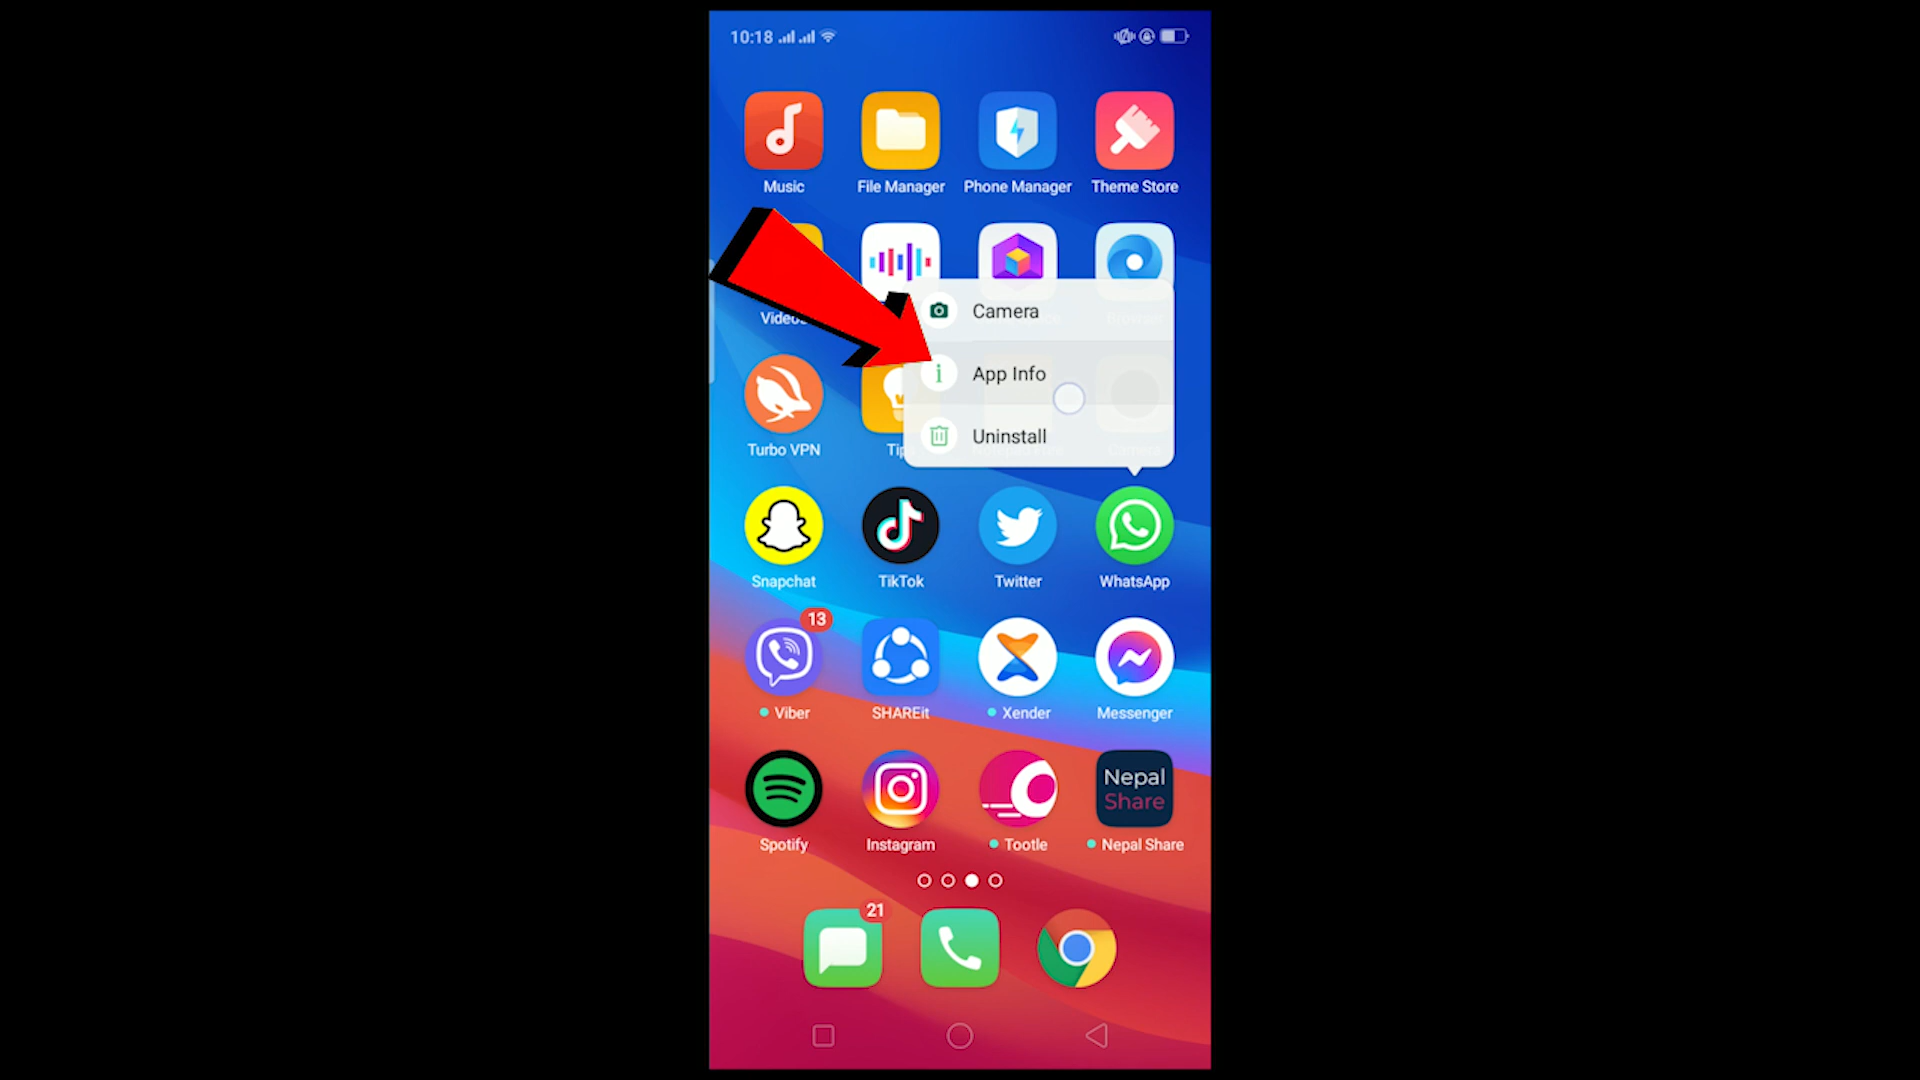 10:18
Music
File Manager
Phone Manager
Theme Store
Camera
App Info
Uninstall
Turbo VPN
Snapchat
TikTok
Twitter
WhatsApp
13
Viber
SHAREit
Xender
Messenger
Nepal
Share
Spotify
Instagram
Tootle
Nepal Share
21